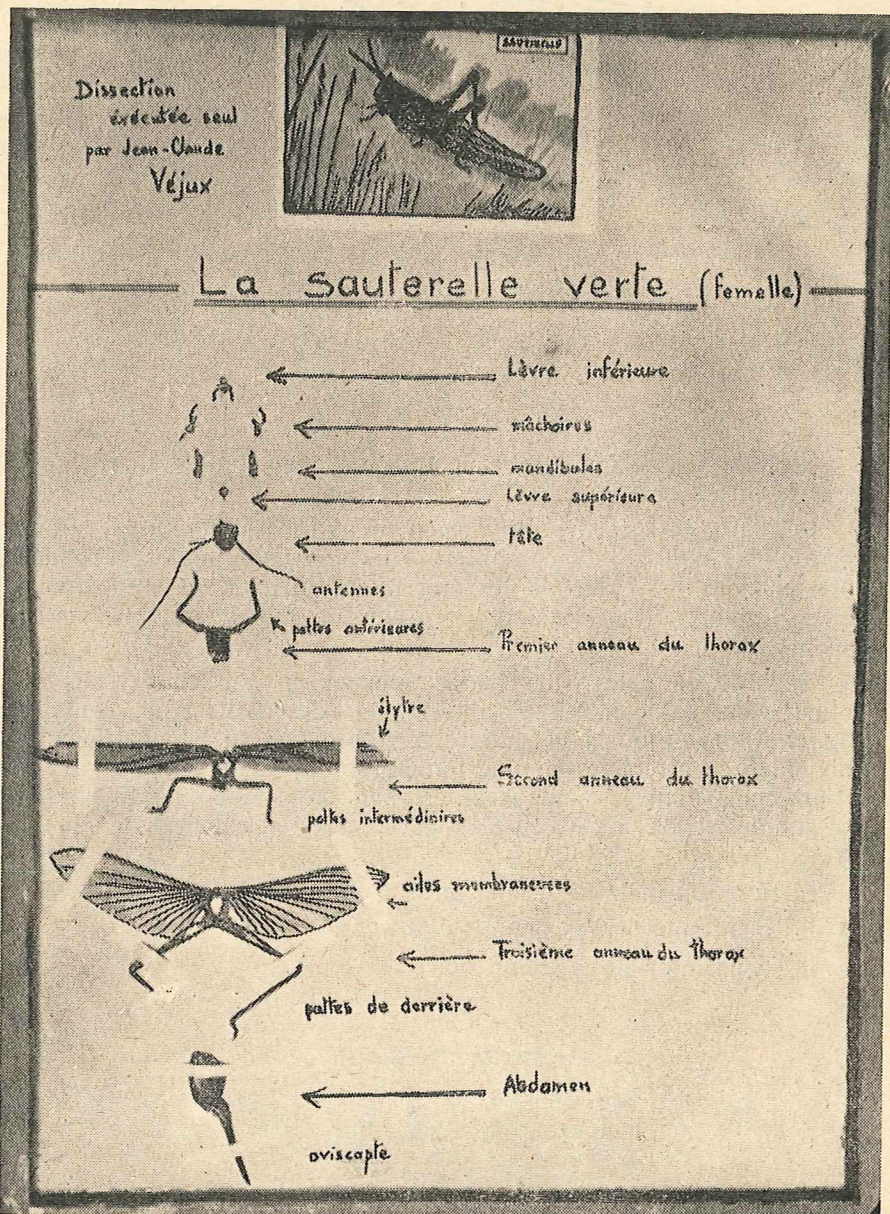 SAUTERELLE
Dissection
éxécutée seul
par Jean-Claude
Véjux
La sauterelle verte (femelle)
Lèvre inférieure
mâchoires
mandibules
Lèvre supérieure
tête
antennes
pattes antérieures
Premier anneau du thorax
élytre
Second anneau du thorax
pattes intermédiaires
ailes membraneuses
Troisième anneau du thorax
pattes de derrière
Abdomen
oviscapte